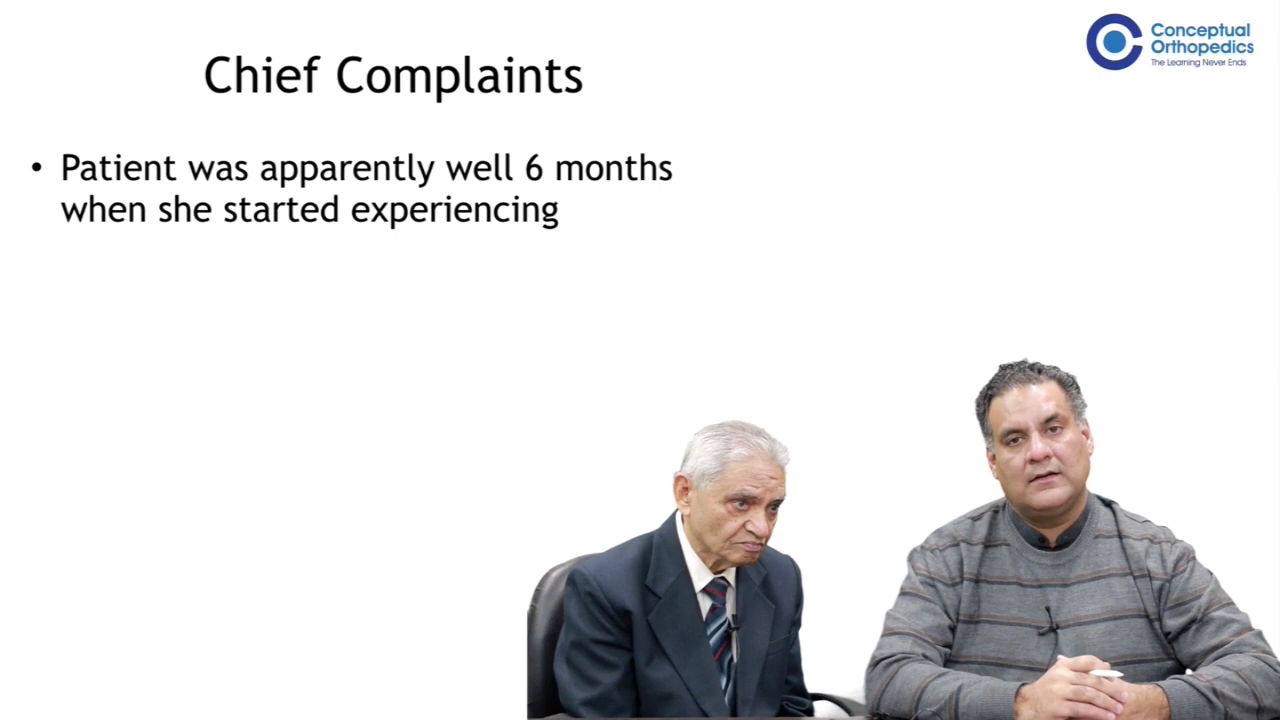 Conceptual
Orthopedics
The Learning Never Ends
Chief Complaints
• Patient was apparently well 6 months
when she started experiencing